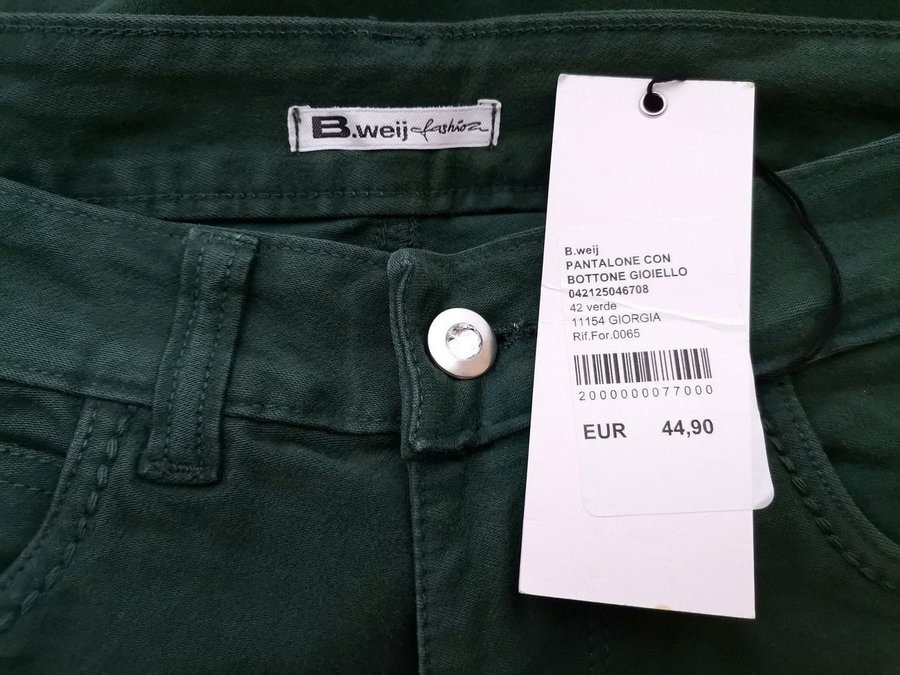 B.weij fashion
B.weij
PANTALONE CON
BOTTONE GIOIELLO
042125046708
42 verde
11154 GIORGIA
Rif.For.0065
2000000077000
EUR 44,90